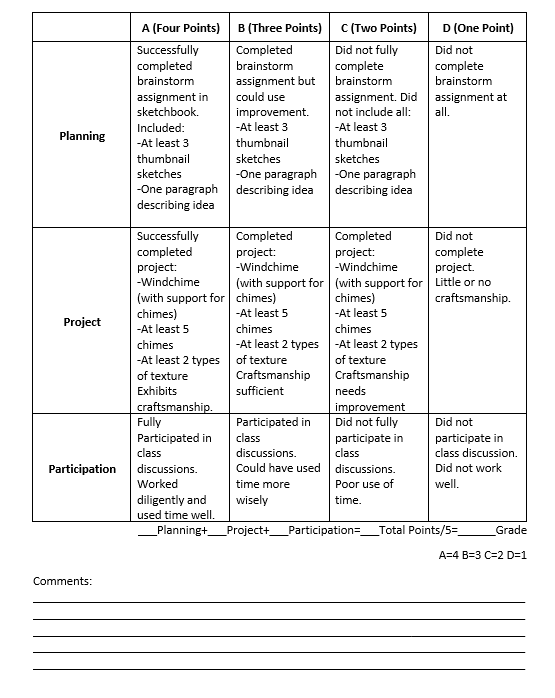 A (Four Points) B (Three Points) C (Two Points) D (One Point)
Planning
Successfully
completed
brainstorm
assignment in
sketchbook.
Included:
-At least 3
thumbnail
sketches
-One paragraph
describing idea
Completed
brainstorm
assignment but
could use
improvement.
-At least 3
thumbnail
sketches
-One paragraph
describing idea
Did not fully
complete
brainstorm
assignment. Did
not include all:
-At least 3
thumbnail
sketches
-One paragraph
describing idea
Did not
complete
brainstorm
assignment at
all.
Project
Successfully
completed
project:
-Windchime
(with support for
chimes)
-At least 5
chimes
-At least 2 types
of texture
Exhibits
craftsmanship.
Completed
project:
-Windchime
(with support for
chimes)
-At least 5
chimes
-At least 2 types
of texture
Craftsmanship
sufficient
Completed
project:
-Windchime
(with support for
chimes)
-At least 5
chimes
-At least 2 types
of texture
Craftsmanship
needs
improvement
Did not
complete
project.
Little or no
craftsmanship.
Participation
Fully
Participated in
class
discussions.
Worked
diligently and
used time well.
Participated in
class
discussions.
Could have used
time more
wisely
Did not fully
participate in
class
discussions.
Poor use of
time.
Did not
participate in
class discussion.
Did not work
well.
___Planning+___Project+___Participation=___Total Points/5=______Grade
A=4 B=3 C=2 D=1
Comments: